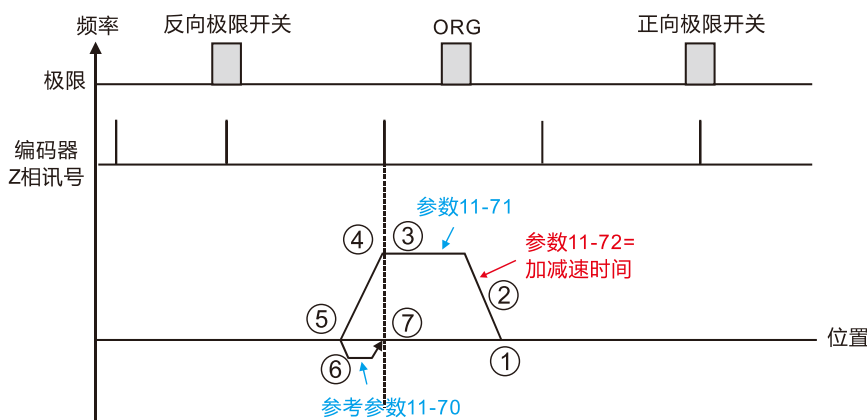 频率
反向极限开关
ORG
正向极限开关
极限
编码器
Z相讯号
参数11-71
④
③
参数11-72=
加减速时间
②
⑤
⑦
①
位置
⑥
参考参数11-70